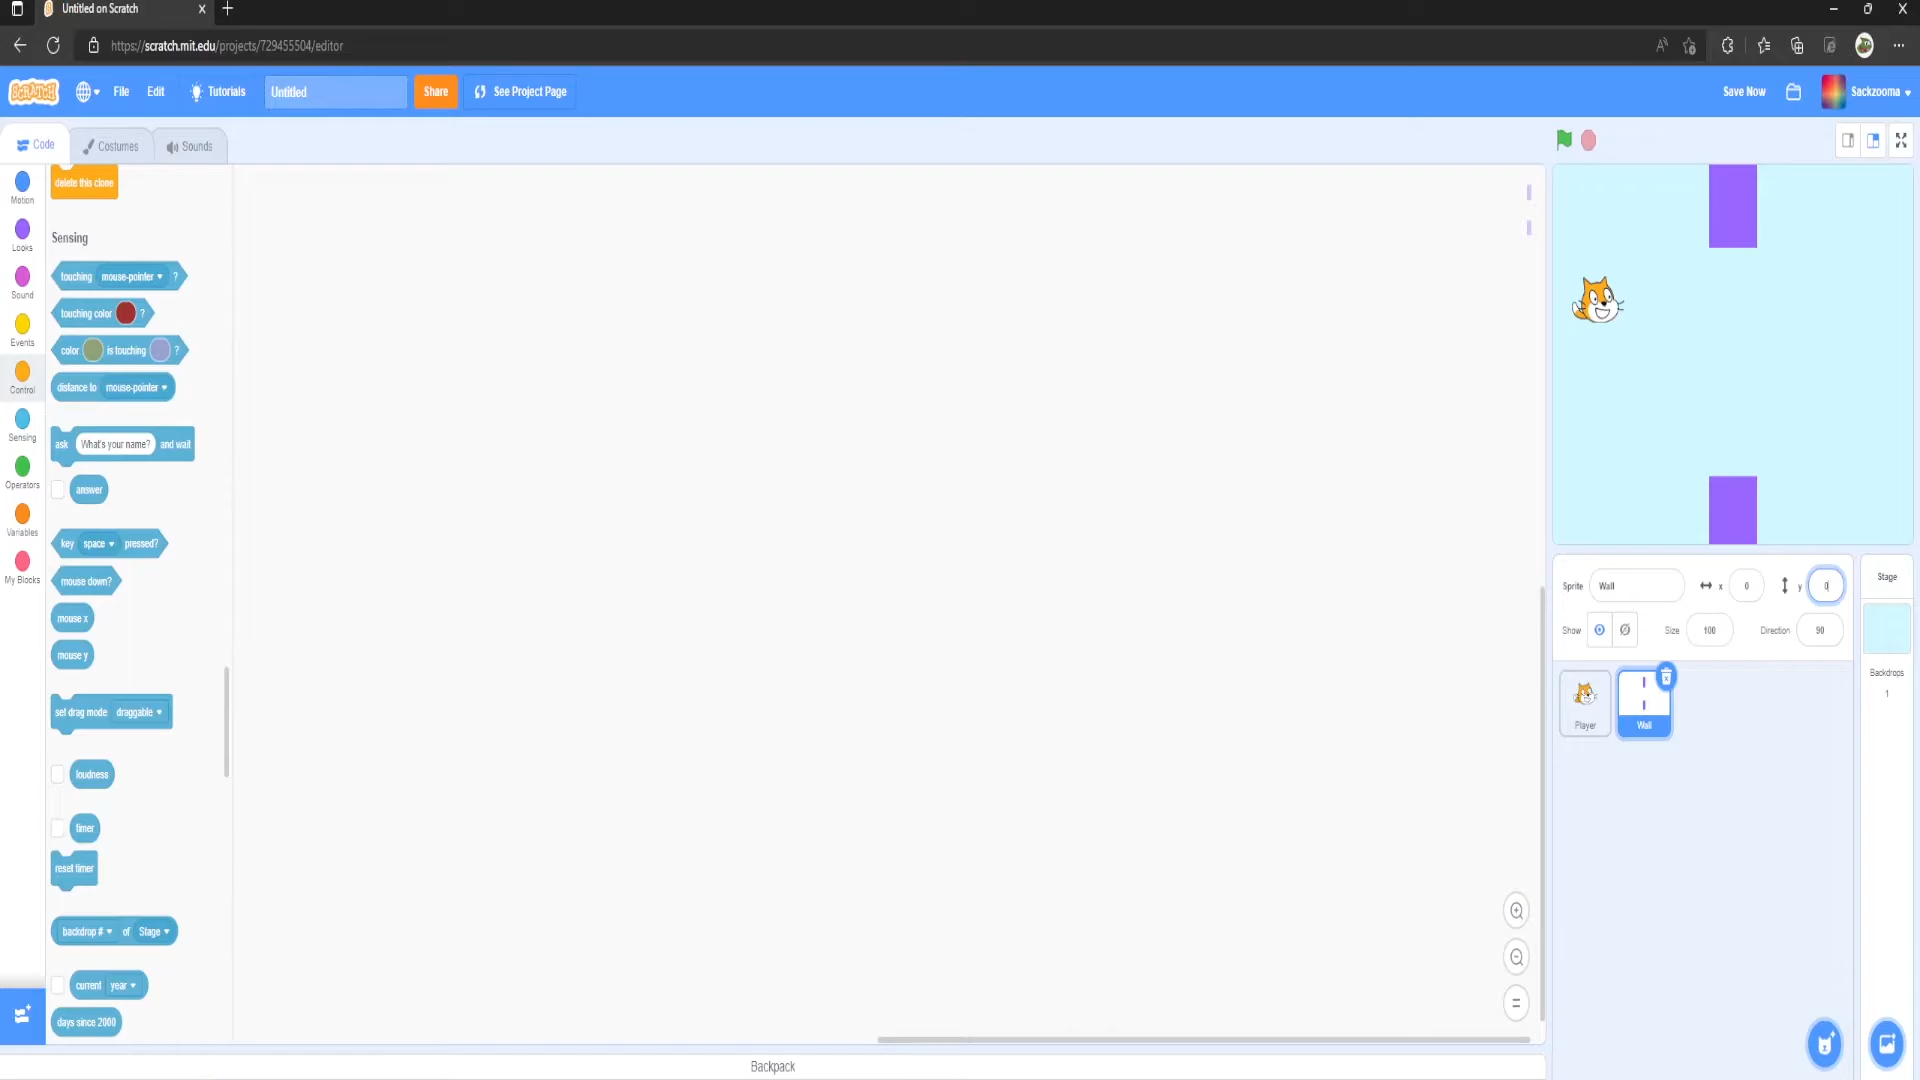 Untitled on Scratch
https://scratch.mit.edu/projects/729455504/editor
SCRATCH
File
Edit
Tutorials
Untitled
Share
See Project Page
Save Now
Sackzooma
Code
Costumes
Sounds
Motion
Looks
Sound
Events
Control
Sensing
Operators
Variables
My Blocks
delete this clone
Sensing
touching mouse-pointer ?
touching color ?
color is touching ?
distance to mouse-pointer
ask What's your name? and wait
answer
key space pressed?
mouse down?
mouse x
mouse y
set drag mode draggable
loudness
timer
reset timer
backdrop # of Stage
current year
days since 2000
Backpack
Sprite Wall x 0 y 0
Show Size 100 Direction 90
Player
Wall
Stage
Backdrops
1